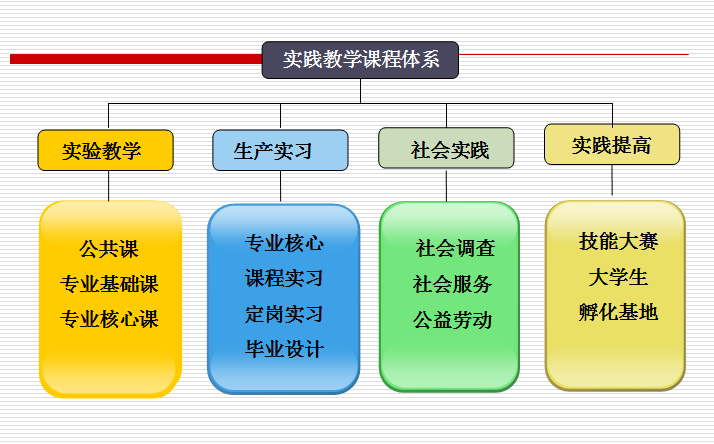 实践教学课程体系
实验教学
生产实习
社会实践
实践提高
公共课
专业基础课
专业核心课
专业核心
课程实习
定岗实习
毕业设计
社会调查
社会服务
公益劳动
技能大赛
大学生
孵化基地